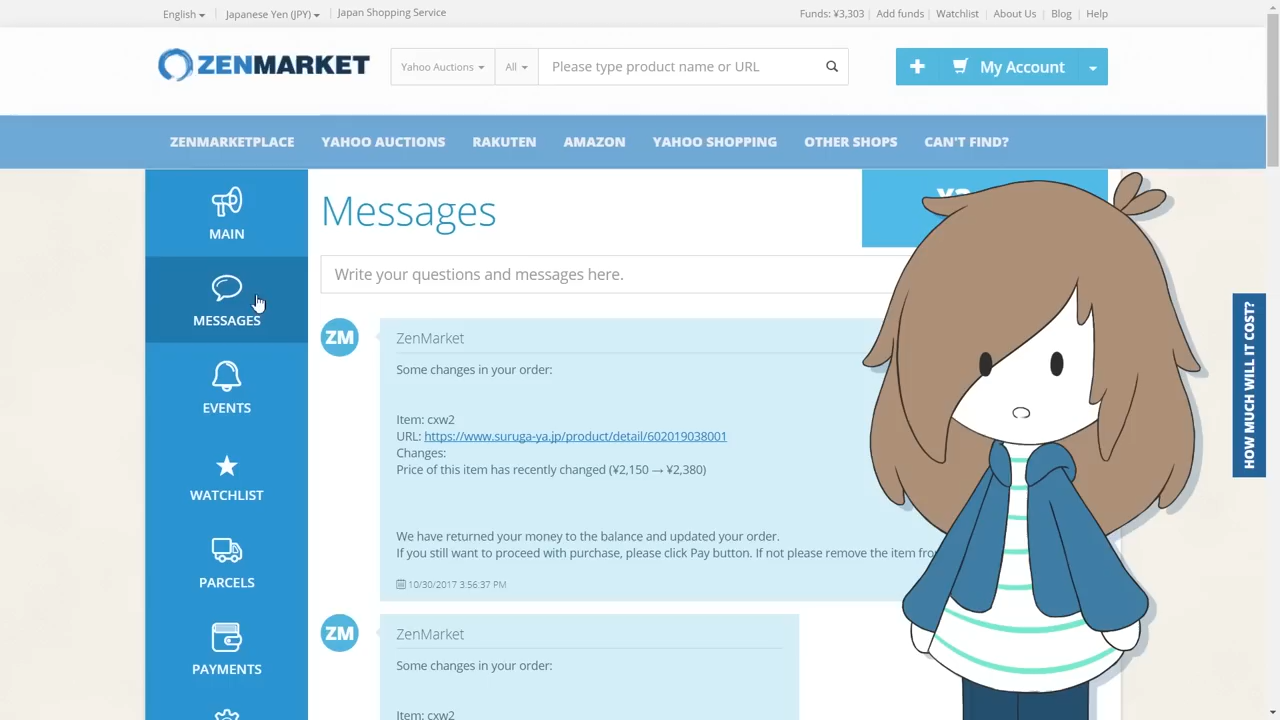 English
Japanese Yen (JPY)
Japan Shopping Service
Funds: ¥3,303
Add funds
Watchlist
About Us
Blog
Help
ZENMARKET
Yahoo Auctions
All
Please type product name or URL
My Account
ZENMARKETPLACE
YAHOO AUCTIONS
RAKUTEN
AMAZON
YAHOO SHOPPING
OTHER SHOPS
CAN'T FIND?
MAIN
MESSAGES
EVENTS
WATCHLIST
PARCELS
PAYMENTS
Messages
Write your questions and messages here.
ZM
ZenMarket
Some changes in your order:
Item: cxw2
URL: https://www.suruga-ya.jp/product/detail/602019038001
Changes:
Price of this item has recently changed (¥2,150 → ¥2,380)
We have returned your money to the balance and updated your order.
If you still want to proceed with purchase, please click Pay button. If not please remove the item
10/30/2017 3:56:37 PM
ZM
ZenMarket
Some changes in your order:
Item: cxw2
HOW MUCH WILL IT COST?